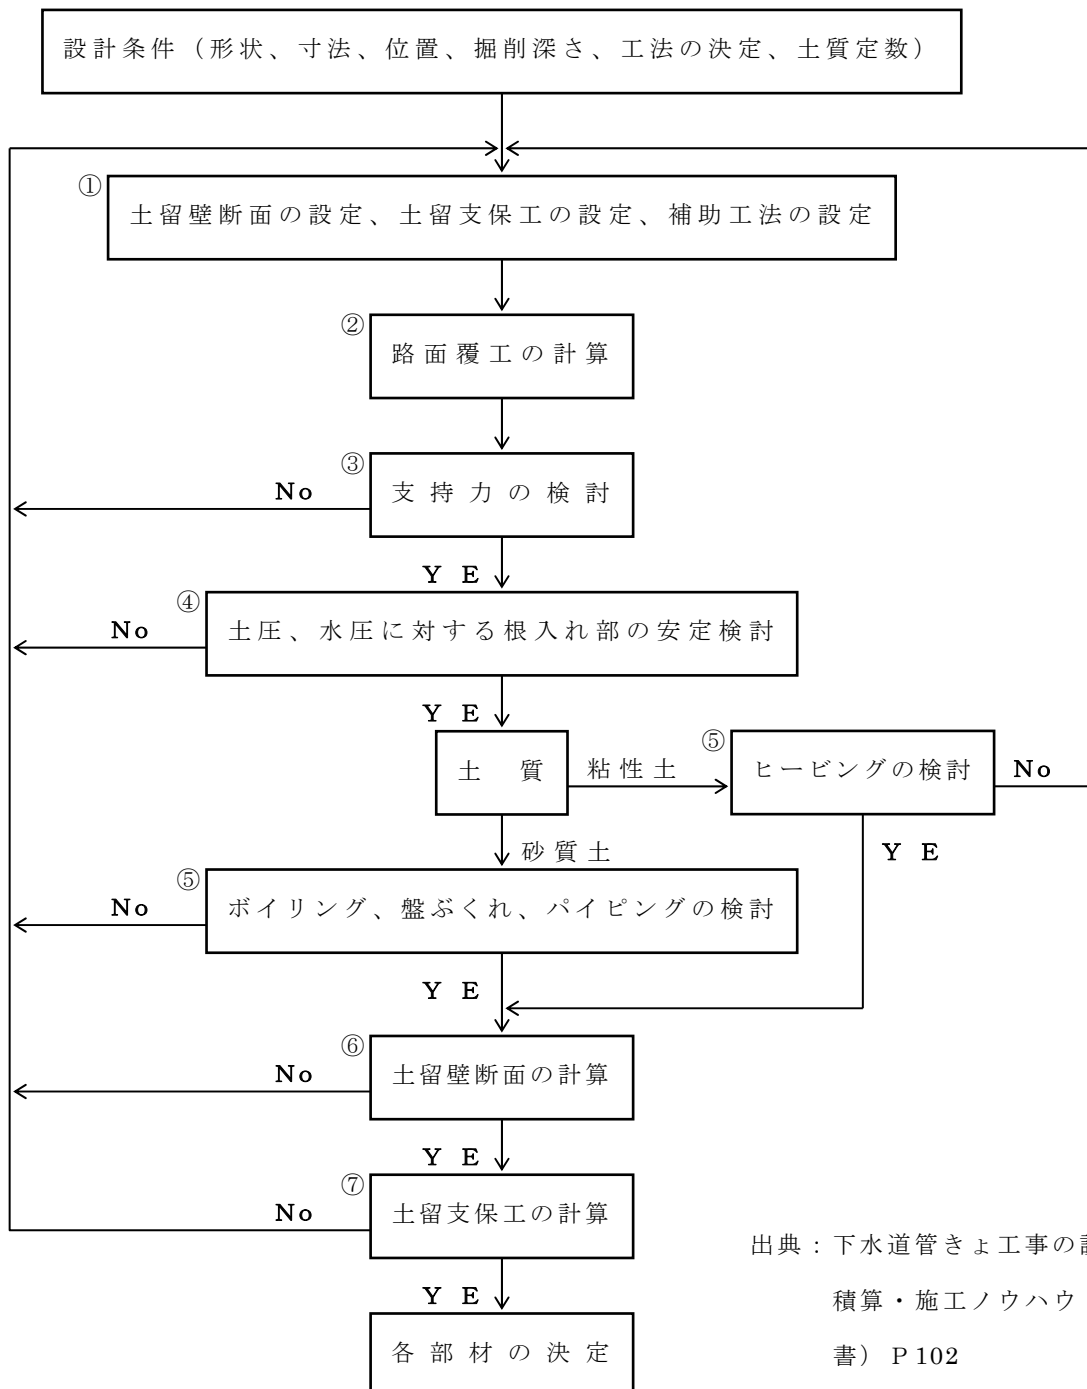 設計条件（形状、寸法、位置、掘削深さ、工法の決定、土質定数）
①
土留壁断面の設定、土留支保工の設定、補助工法の設定
②
路面覆工の計算
③
支持力の検討
No
YE
④
土圧、水圧に対する根入れ部の安定検討
No
YE
土　質
粘性土
⑤
ヒービングの検討
No
YE
砂質土
⑤
ボイリング、盤ぶくれ、パイピングの検討
No
YE
⑥
土留壁断面の計算
No
YE
⑦
土留支保工の計算
No
YE
各部材の決定
出典：下水道管きょ工事の
積算・施工ノウハウ
書）P102